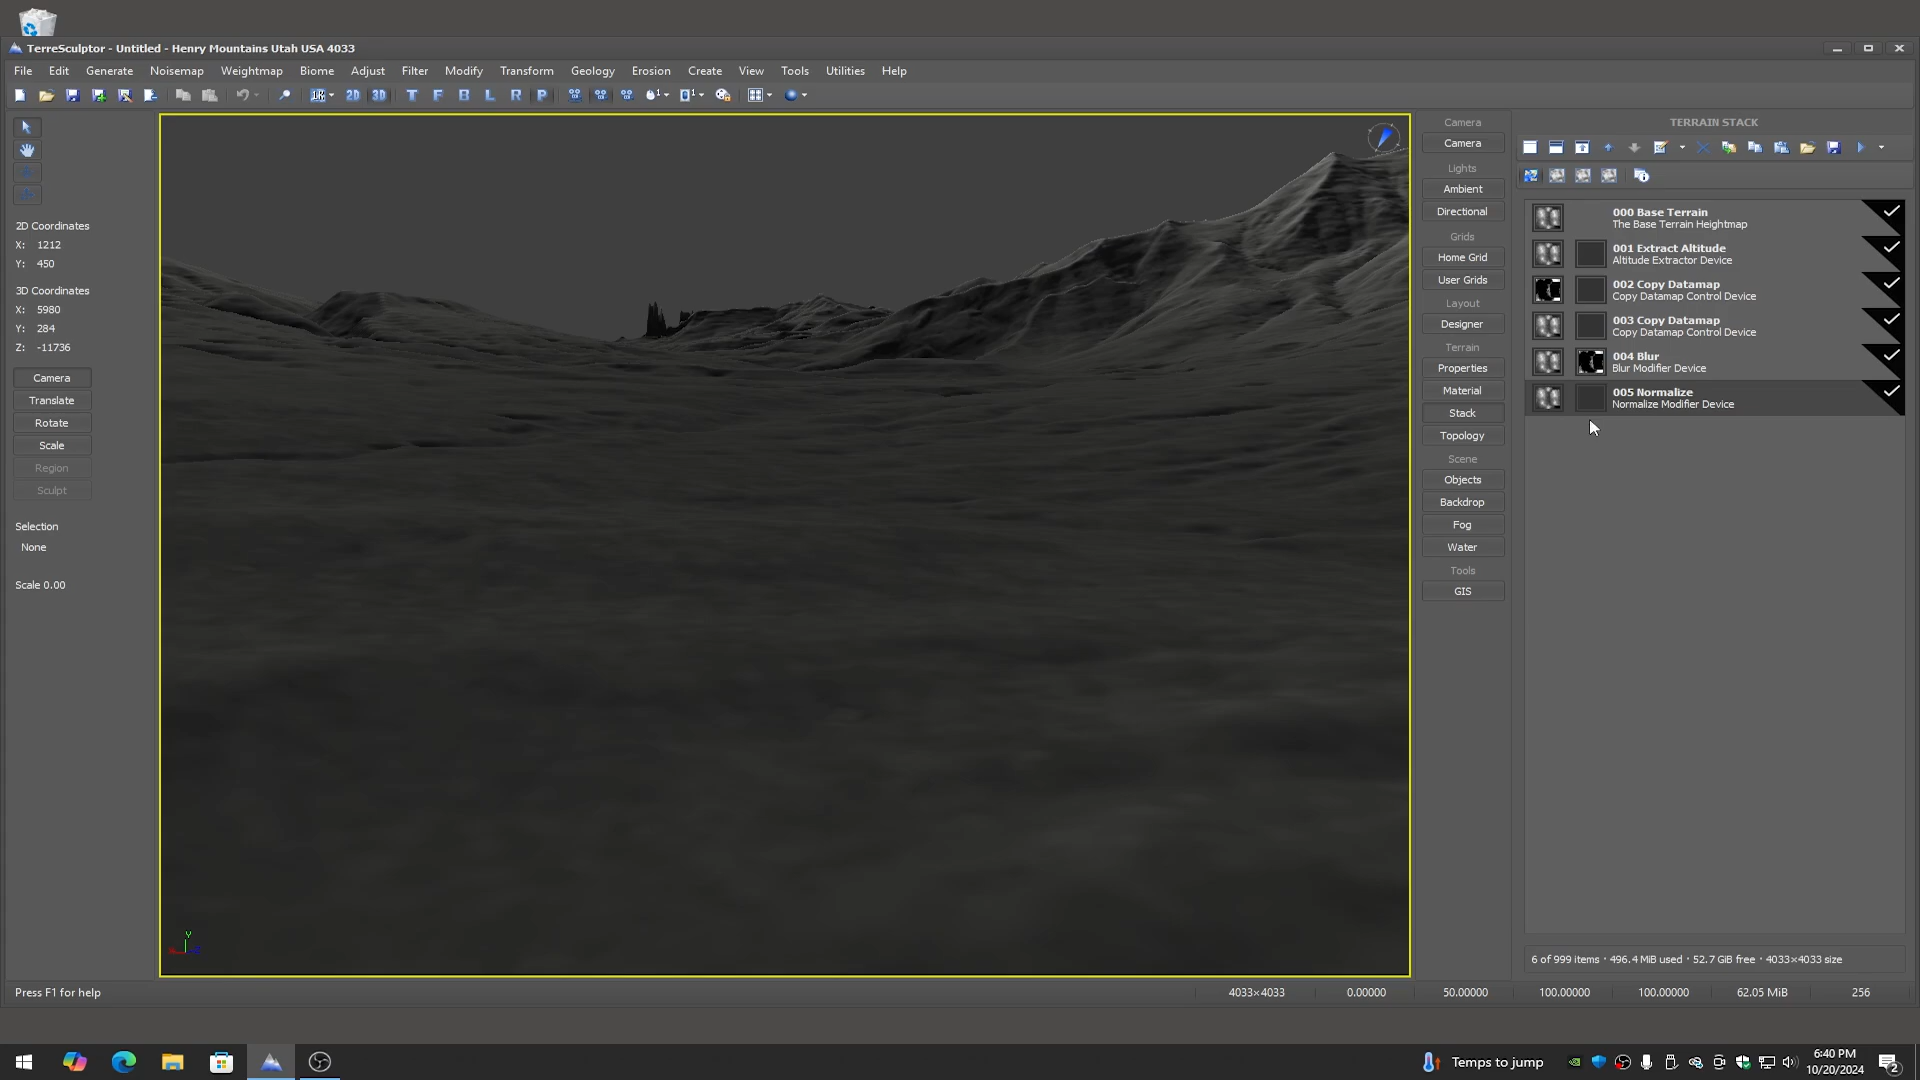 TerreSculptor - Untitled - Henry Mountains Utah USA 4033
File Edit Generate Noisemap Weightmap Biome Adjust Filter Modify Transform Geology Erosion Create View Tools Utilities Help
2D 3D T F B L R P
2D Coordinates
X: 1212
Y: 450
3D Coordinates
X: 5980
Y: 284
Z: -11736
Camera
Translate
Rotate
Scale
Region
Sculpt
Selection
None
Scale 0.00
Y
Camera
Camera
Lights
Ambient
Directional
Grids
Home Grid
User Grids
Layout
Designer
Terrain
Properties
Material
Stack
Topology
Scene
Objects
Backdrop
Fog
Water
Tools
GIS
TERRAIN STACK
000 Base Terrain
The Base Terrain Heightmap
001 Extract Altitude
Altitude Extractor Device
002 Copy Datamap
Copy Datamap Control Device
003 Copy Datamap
Copy Datamap Control Device
004 Blur
Blur Modifier Device
005 Normalize
Normalize Modifier Device
6 of 999 items · 496.4 MiB used · 52.7 GiB free · 4033×4033 size
Press F1 for help 4033×4033 0.00000 50.00000 100.00000 100.00000 62.05 MiB 256
Temps to jump
6:40 PM
10/20/2024
2